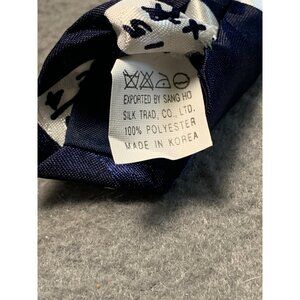 EXPORTED BY SANG HO
SILK TRAD. CO., LTD.
100% POLYESTER
MADE IN KOREA